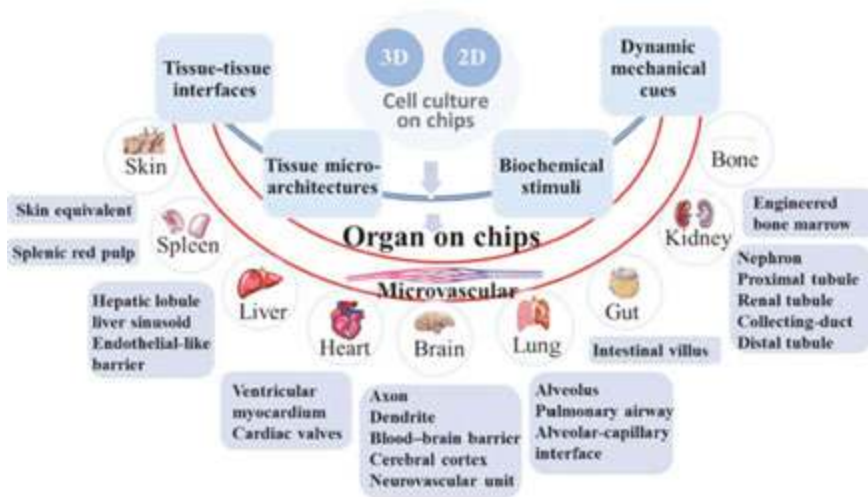 3D
2D
Cell culture
on chips
Tissue-tissue
interfaces
Dynamic
mechanical
cues
Tissue micro-
architectures
Biochemical
stimuli
Organ on chips
Microvascular
Skin
Skin equivalent
Spleen
Splenic red pulp
Liver
Hepatic lobule
liver sinusoid
Endothelial-like
barrier
Heart
Ventricular
myocardium
Cardiac valves
Brain
Axon
Dendrite
Blood–brain barrier
Cerebral cortex
Neurovascular unit
Lung
Alveolus
Pulmonary airway
Alveolar-capillary
interface
Gut
Intestinal villus
Kidney
Nephron
Proximal tubule
Renal tubule
Collecting-duct
Distal tubule
Bone
Engineered
bone marrow